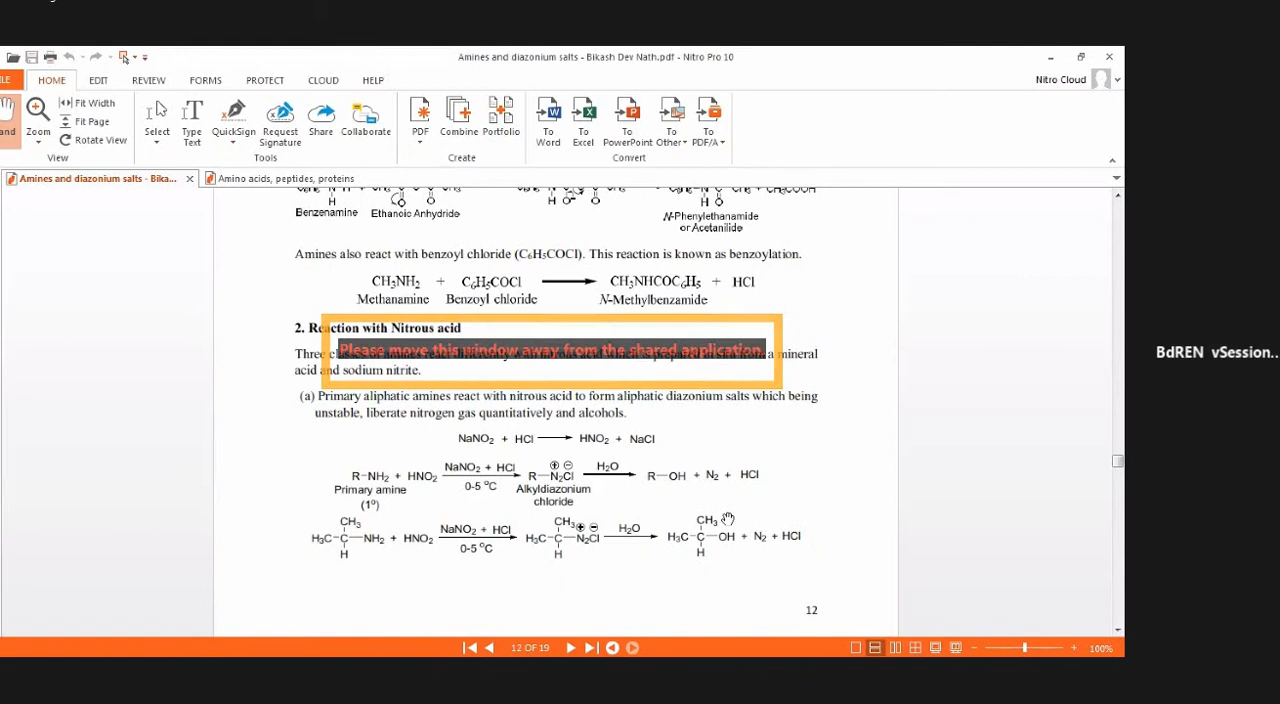 Amines and diazonium salts - Bikash Dev Nath.pdf - Nitro Pro 10
HOME EDIT REVIEW FORMS PROTECT CLOUD HELP
Nitro Cloud
Fit Width
Fit Page
Rotate View
Zoom
Select
Type Text
QuickSign
Request Signature
Share
Collaborate
PDF
Combine
Portfolio
To Word
To Excel
To PowerPoint
To Other
To PDF/A
View Tools Create Convert
Amines and diazonium salts - Bika... ×
Amino acids, peptides, proteins
Benzenamine Ethanoic Anhydride
N-Phenylethanamide
or Acetanilide
Amines also react with benzoyl chloride (C₆H₅COCl). This reaction is known as benzoylation.
CH₃NH₂ + C₆H₅COCl ⟶ CH₃NHCOC₆H₅ + HCl
Methanamine Benzoyl chloride N-Methylbenzamide
2. Reaction with Nitrous acid
Please move this window away from the shared application
Three a mineral
acid and sodium nitrite.
(a) Primary aliphatic amines react with nitrous acid to form aliphatic diazonium salts which being
unstable, liberate nitrogen gas quantitatively and alcohols.
NaNO₂ + HCl ⟶ HNO₂ + NaCl
R–NH₂ + HNO₂ NaNO₂ + HCl 0-5 °C R–N₂Cl ⊕ ⊖ H₂O R–OH + N₂ + HCl
Primary amine Alkyldiazonium
(1º) chloride
CH₃ CH₃ CH₃
H₃C–C–NH₂ + HNO₂ NaNO₂ + HCl 0-5 °C H₃C–C–N₂Cl ⊕ ⊖ H₂O H₃C–C–OH + N₂ + HCl
H H H
12
12 OF 19
100%
BdREN vSession...